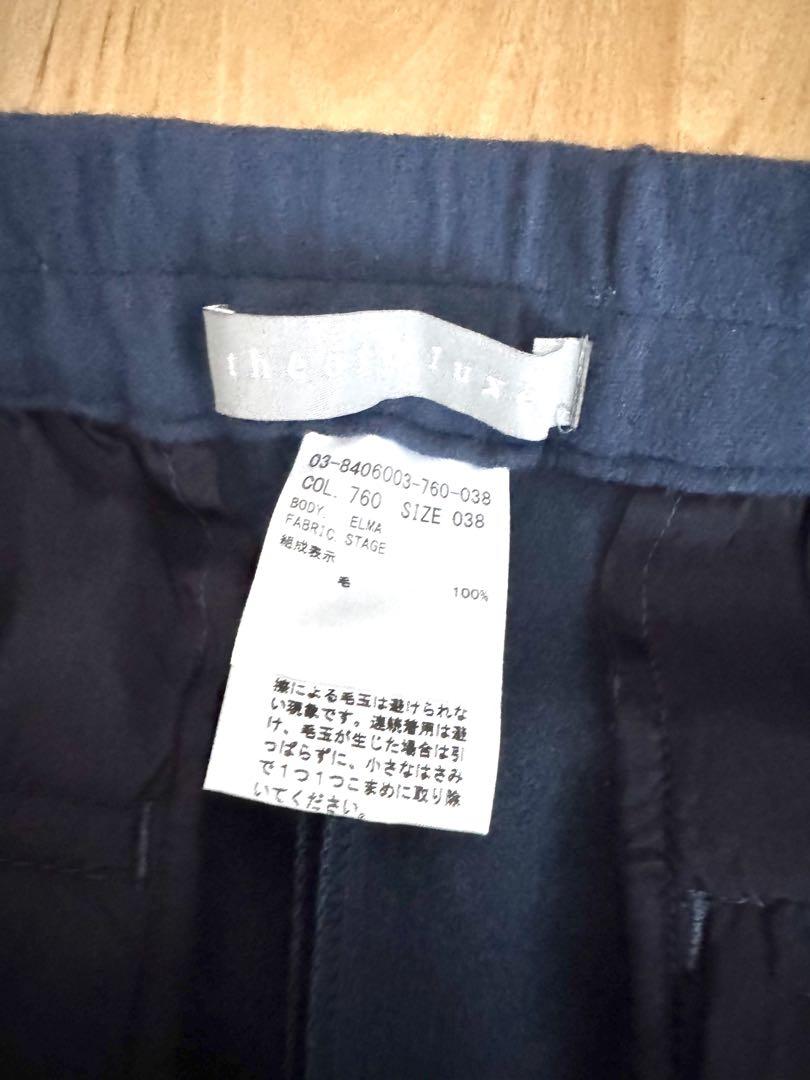 theory luxe
03-8406003-760-038
COL. 760 SIZE 038
BODY. ELMA
FABRIC. STAGE
組成表示
毛 100%
擦による毛玉は避けられな
い現象です。連続着用は避
け、毛玉が生じた場合は引
っぱらずに、小さなはさみ
で1つ1つこまめに取り除
いてください。